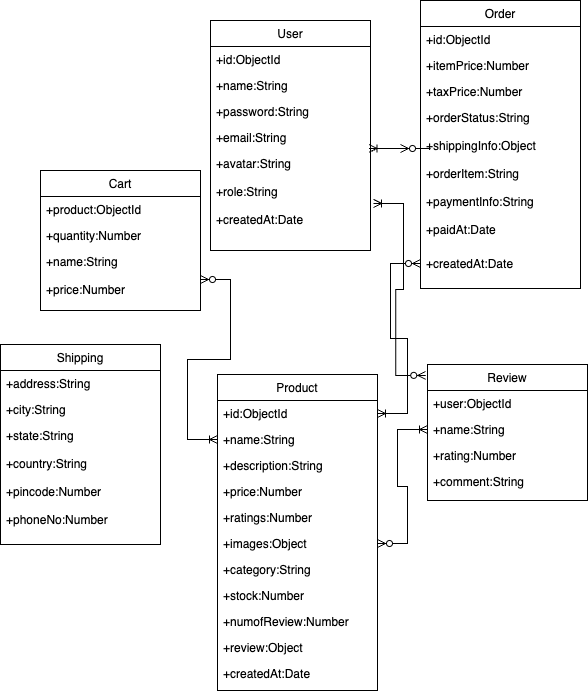 User
+id:ObjectId
+name:String
+password:String
+email:String
+avatar:String
+role:String
+createdAt:Date
Order
+id:ObjectId
+itemPrice:Number
+taxPrice:Number
+orderStatus:String
+shippingInfo:Object
+orderItem:String
+paymentInfo:String
+paidAt:Date
+createdAt:Date
Cart
+product:ObjectId
+quantity:Number
+name:String
+price:Number
Shipping
+address:String
+city:String
+state:String
+country:String
+pincode:Number
+phoneNo:Number
Product
+id:ObjectId
+name:String
+description:String
+price:Number
+ratings:Number
+images:Object
+category:String
+stock:Number
+numofReview:Number
+review:Object
+createdAt:Date
Review
+user:ObjectId
+name:String
+rating:Number
+comment:String